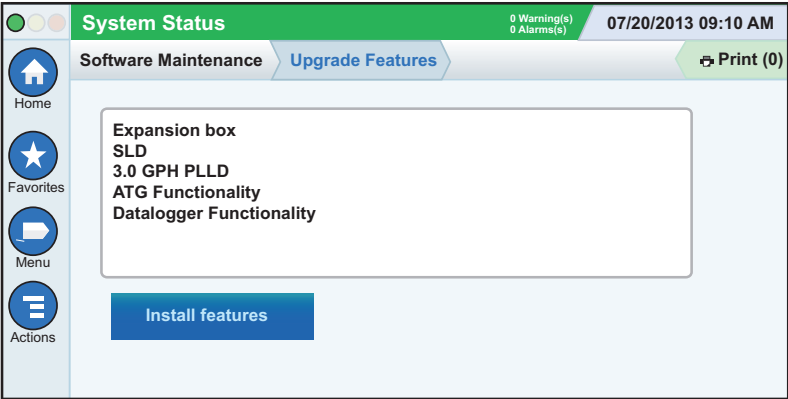 System Status
0 Warning(s)
0 Alarms(s)
07/20/2013 09:10 AM
Software Maintenance
Upgrade Features
Print (0)
Home
Favorites
Menu
Actions
Expansion box
SLD
3.0 GPH PLLD
ATG Functionality
Datalogger Functionality
Install features